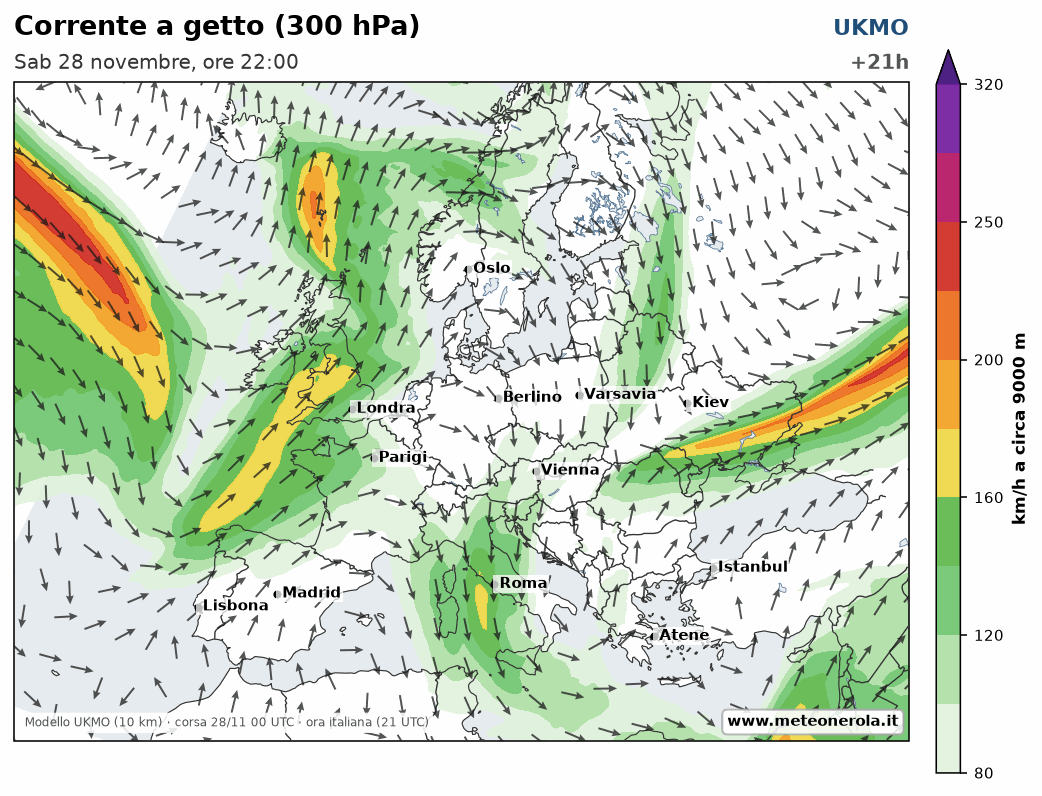 Corrente a getto (300 hPa)
UKMO
Sab 28 novembre, ore 22:00
+21h
320
250
200
160
120
80
km/h a circa 9000 m
Oslo
Londra
Berlino
Varsavia
Kiev
Parigi
Vienna
Istanbul
Roma
Madrid
Lisbona
Atene
Modello UKMO (10 km) · corsa 28/11 00 UTC · ora italiana (21 UTC)
www.meteonerola.it